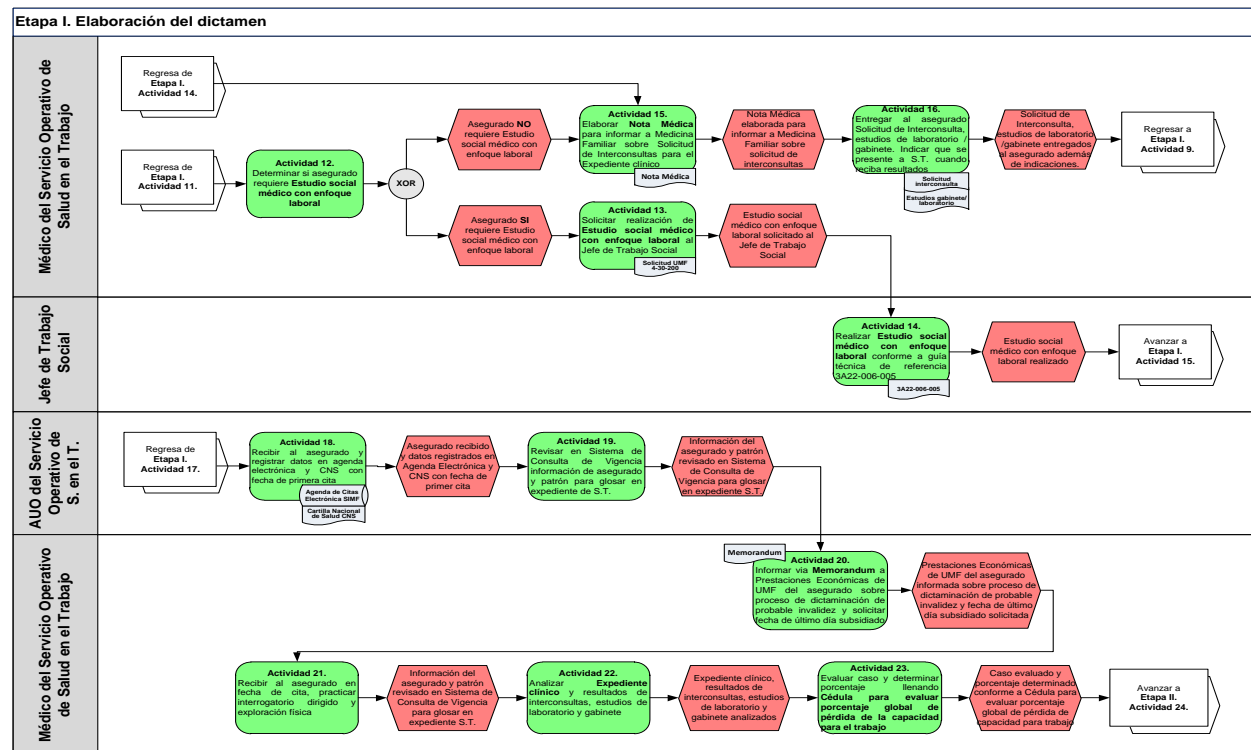 Etapa I. Elaboración del dictamen
Médico del Servicio Operativo de
Salud en el Trabajo
Regresa de
Etapa I.
Actividad 14.
Regresa de
Etapa I.
Actividad 11.
Actividad 12.
Determinar si asegurado
requiere Estudio social
médico con enfoque
laboral
XOR
Asegurado NO
requiere Estudio
social médico con
enfoque laboral
Actividad 15.
Elaborar Nota Médica
para informar a Medicina
Familiar sobre Solicitud
de Interconsultas para el
Expediente clínico
Nota Médica
Nota Médica
elaborada para
informar a Medicina
Familiar sobre
solicitud de
interconsultas
Actividad 16.
Entregar al asegurado
Solicitud de Interconsulta,
estudios de laboratorio /
gabinete. Indicar que se
presente a S.T. cuando
reciba resultados
Solicitud
interconsulta
Estudios gabinete/
laboratorio
Solicitud de
Interconsulta,
estudios de laboratorio
/gabinete entregados
al asegurado además
de indicaciones.
Regresar a
Etapa I.
Actividad 9.
Asegurado SI
requiere Estudio
social médico con
enfoque laboral
Actividad 13.
Solicitar realización de
Estudio social médico
con enfoque laboral al
Jefe de Trabajo Social
Solicitud UMF
4-30-200
Estudio social
médico con enfoque
laboral solicitado al
Jefe de Trabajo
Social
Jefe de Trabajo
Social
Actividad 14.
Realizar Estudio social
médico con enfoque
laboral conforme a guía
técnica de referencia
3A22-006-005
3A22-006-005
Estudio social
médico con enfoque
laboral realizado
Avanzar a
Etapa I.
Actividad 15.
AUO del Servicio
Operativo de
S. en el T.
Regresa de
Etapa I.
Actividad 17.
Actividad 18.
Recibir al asegurado y
registrar datos en agenda
electrónica y CNS con
fecha de primera cita
Agenda de Citas
Electrónica SIMF
Cartilla Nacional
de Salud CNS
Asegurado recibido
y datos registrados en
Agenda Electrónica y
CNS con fecha de
primer cita
Actividad 19.
Revisar en Sistema de
Consulta de Vigencia
información de asegurado
y patrón para glosar en
expediente de S.T.
Información del
asegurado y patrón
revisado en Sistema de
Consulta de
Vigencia para glosar
en expediente S.T.
Médico del Servicio Operativo
de Salud en el Trabajo
Memorandum
Actividad 20.
Informar via Memorandum a
Prestaciones Económicas de
UMF del asegurado sobre
proceso de dictaminación de
probable invalidez y solicitar
fecha de último día subsidiado
Prestaciones Económicas
de UMF del asegurado
informada sobre proceso de
dictaminación de probable
invalidez y fecha de último
día subsidiado solicitada
Actividad 21.
Recibir al asegurado en
fecha de cita, practicar
interrogatorio dirigido y
exploración física
Información del
asegurado y patrón
revisado en Sistema de
Consulta de Vigencia
para glosar en
expediente S.T.
Actividad 22.
Analizar Expediente
clínico y resultados de
interconsultas, estudios de
laboratorio y gabinete
Expediente clínico,
resultados de
interconsultas, estudios
de laboratorio y
gabinete analizados
Actividad 23.
Evaluar caso y determinar
porcentaje llenando
Cédula para evaluar
porcentaje global de
pérdida de la capacidad
para el trabajo
Caso evaluado y
porcentaje determinado
conforme a Cédula para
evaluar porcentaje
global de pérdida de
capacidad para trabajo
Avanzar a
Etapa II.
Actividad 24.